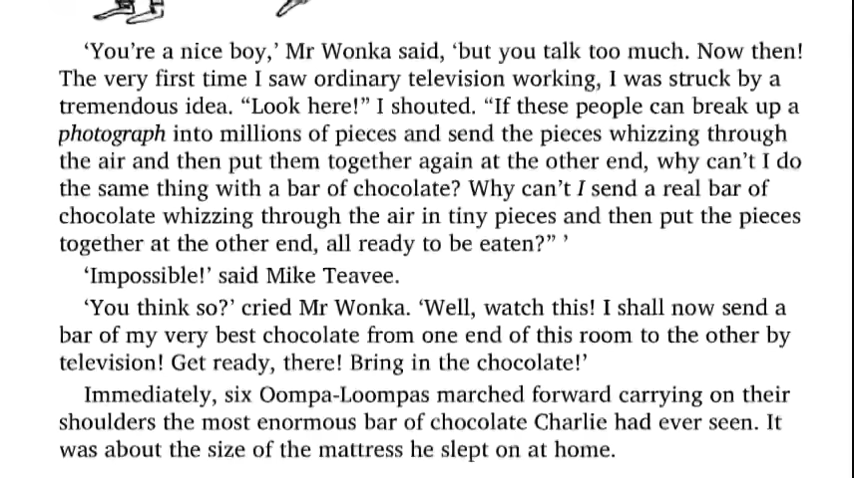 ‘You’re a nice boy,’ Mr Wonka said, ‘but you talk too much. Now then!
The very first time I saw ordinary television working, I was struck by a
tremendous idea. “Look here!” I shouted. “If these people can break up a
photograph into millions of pieces and send the pieces whizzing through
the air and then put them together again at the other end, why can’t I do
the same thing with a bar of chocolate? Why can’t I send a real bar of
chocolate whizzing through the air in tiny pieces and then put the pieces
together at the other end, all ready to be eaten?” ’
‘Impossible!’ said Mike Teavee.
‘You think so?’ cried Mr Wonka. ‘Well, watch this! I shall now send a
bar of my very best chocolate from one end of this room to the other by
television! Get ready, there! Bring in the chocolate!’
Immediately, six Oompa-Loompas marched forward carrying on their
shoulders the most enormous bar of chocolate Charlie had ever seen. It
was about the size of the mattress he slept on at home.